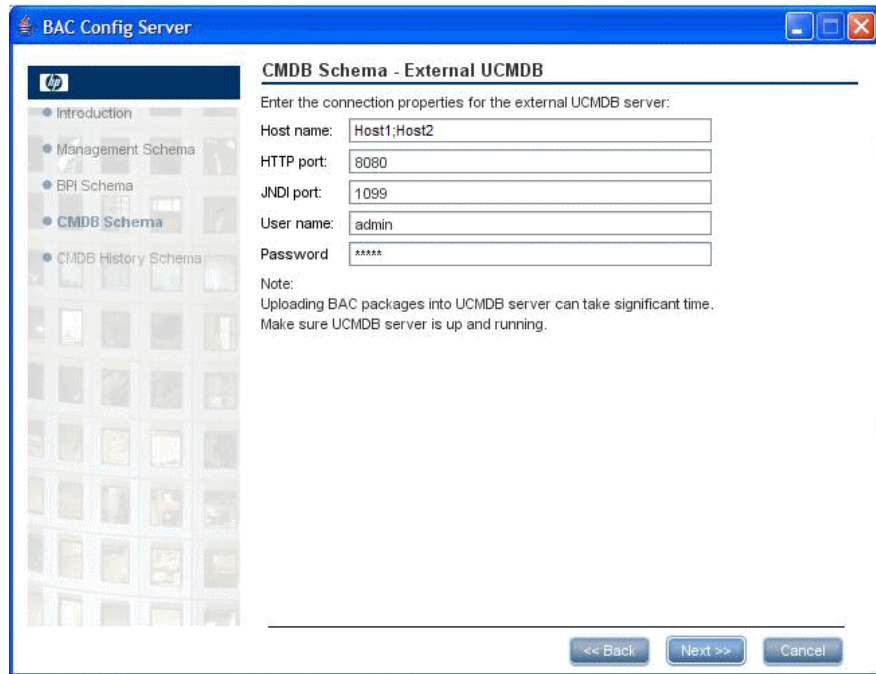 BAC Config Server
hp
Introduction
Management Schema
BPI Schema
CMDB Schema
CMDB History Schema
CMDB Schema - External UCMDB
Enter the connection properties for the external UCMDB server:
Host name: Host1;Host2
HTTP port: 8080
JNDI port: 1099
User name: admin
Password *****
Note:
Uploading BAC packages into UCMDB server can take significant time.
Make sure UCMDB server is up and running.
<< Back Next >> Cancel